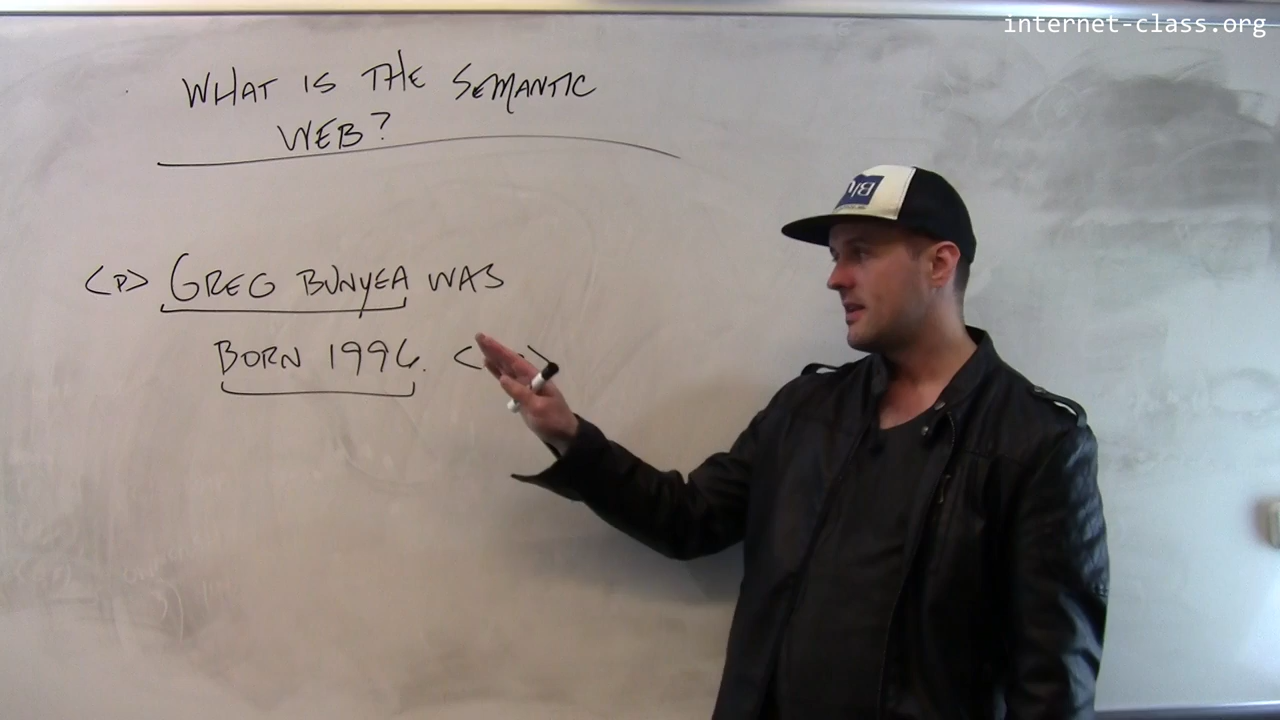 internet-class.org
WHAT IS THE SEMANTIC
WEB?
<P> GREG BUNYEA WAS
BORN 1996. < >